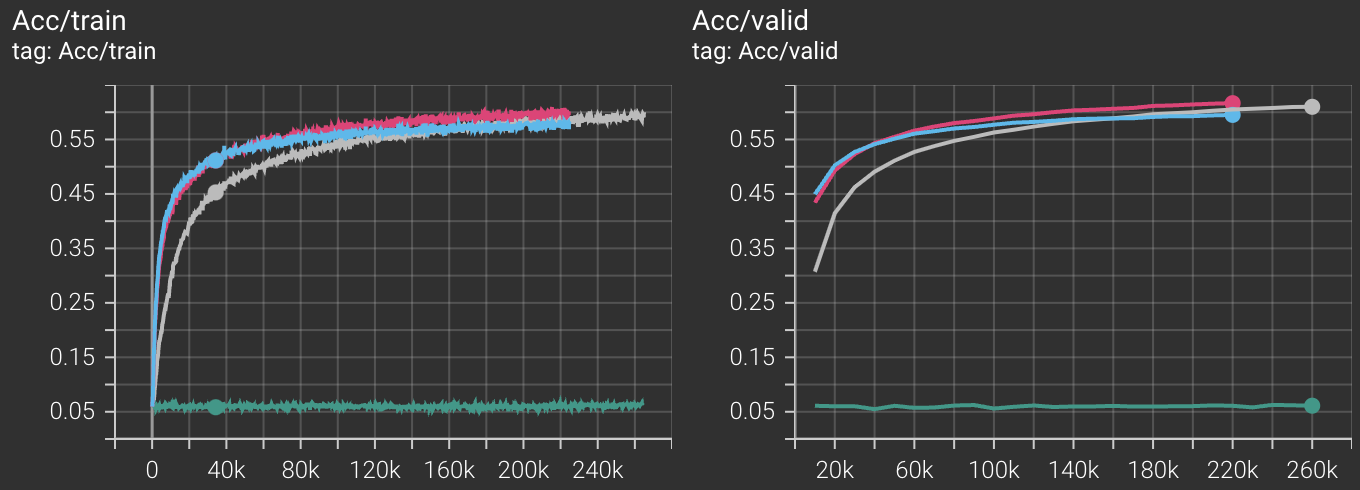 Acc/train
tag: Acc/train
0.55
0.45
0.35
0.25
0.15
0.05
0 40k 80k 120k 160k 200k 240k
Acc/valid
tag: Acc/valid
0.55
0.45
0.35
0.25
0.15
0.05
20k 60k 100k 140k 180k 220k 260k